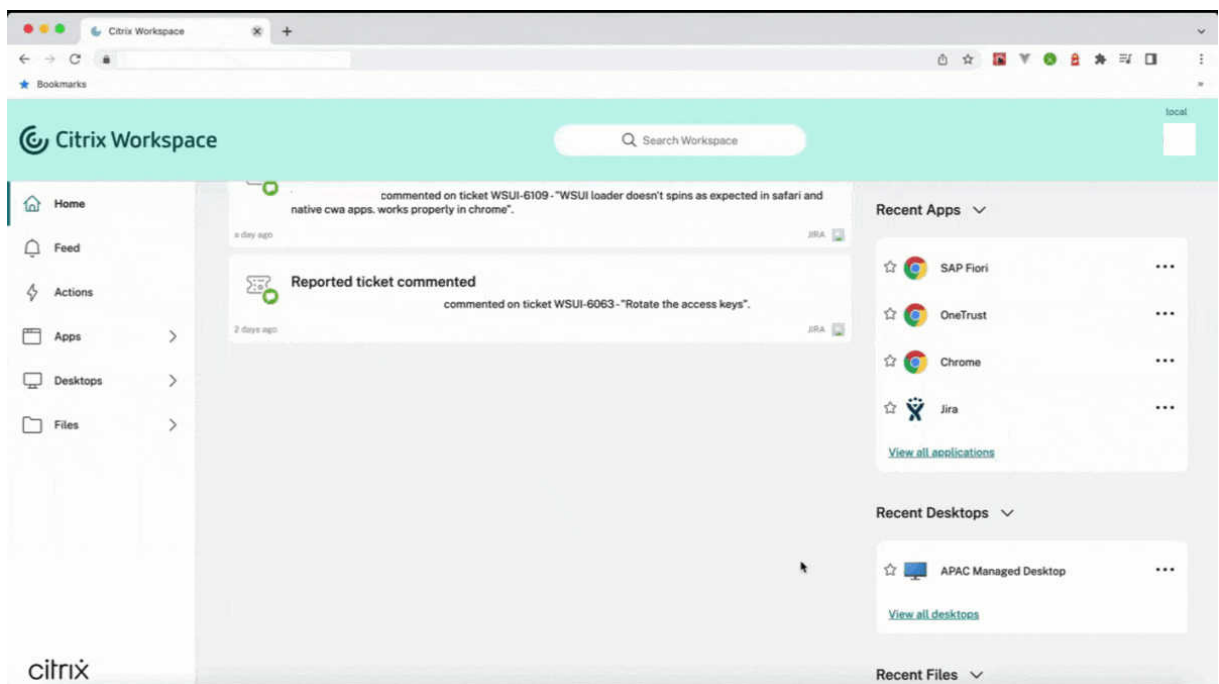 Citrix Workspace
Bookmarks
local
Citrix Workspace
Search Workspace
Home
Feed
Actions
Apps
Desktops
Files
commented on ticket WSUI-6109-"WSUI loader doesn't spins as expected in safari and
native cwa apps. works properly in chrome".
a day ago
JIRA
Reported ticket commented
commented on ticket WSUI-6063-"Rotate the access keys".
2 days ago
JIRA
Recent Apps
SAP Fiori
OneTrust
Chrome
Jira
View all applications
Recent Desktops
APAC Managed Desktop
View all desktops
Recent Files
citrix